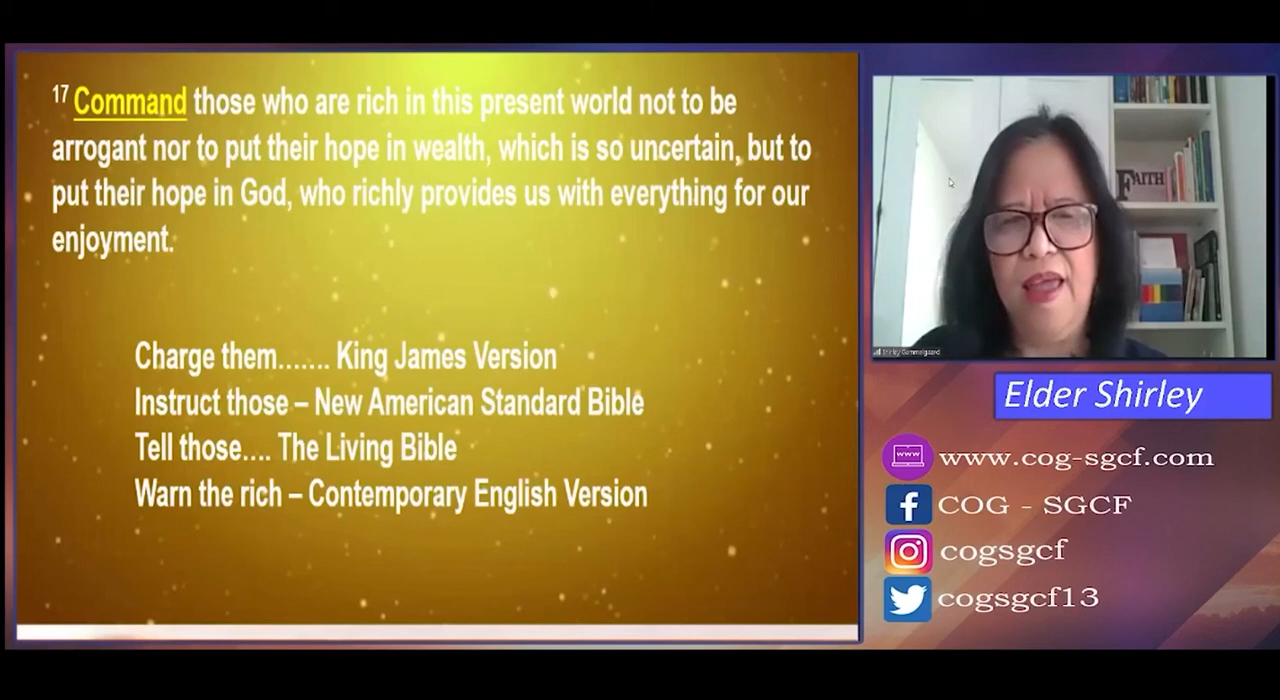 17 Command those who are rich in this present world not to be
arrogant nor to put their hope in wealth, which is so uncertain, but to
put their hope in God, who richly provides us with everything for our
enjoyment.
Charge them....... King James Version
Instruct those – New American Standard Bible
Tell those.... The Living Bible
Warn the rich – Contemporary English Version
FAITH
Shirley Gammelgaard
Elder Shirley
www
www.cog-sgcf.com
COG - SGCF
cogsgcf
cogsgcf13